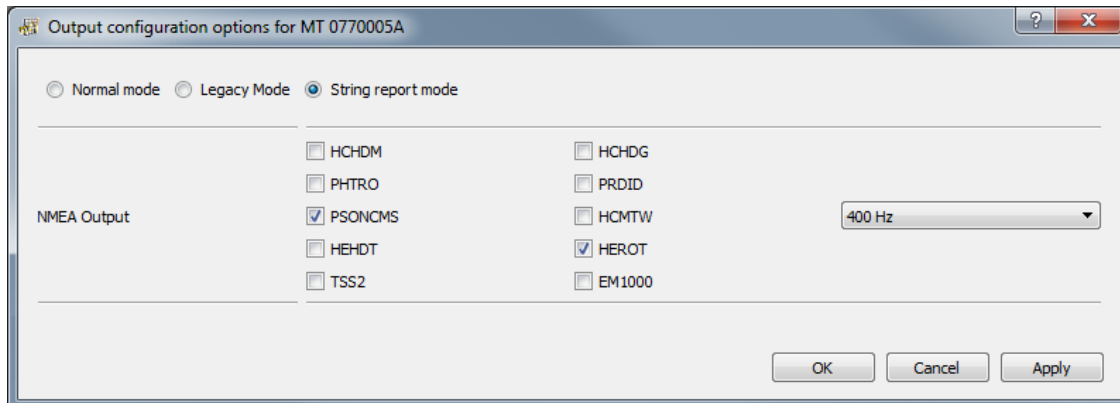 Output configuration options for MT 0770005A
Normal mode Legacy Mode String report mode
HCHDM HCHDG
PHTRO PRDID
NMEA Output PSONCMS HCMTW 400 Hz
HEHDT HEROT
TSS2 EM1000
OK Cancel Apply